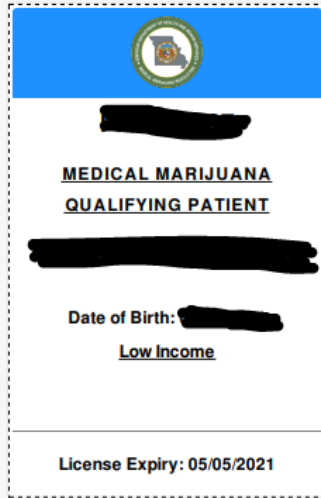 MEDICAL MARIJUANA
QUALIFYING PATIENT
Date of Birth:
Low Income
License Expiry: 05/05/2021